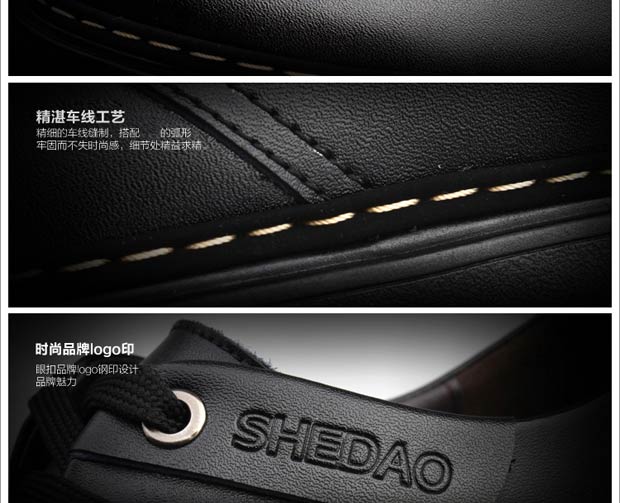 精湛车线工艺
精细的车线缝制，搭配 的弧形
牢因而不失时尚感，细节处精益求精
时尚品牌logo印
眼扣品牌logo钢印设计
品牌魅力
SHEDAO